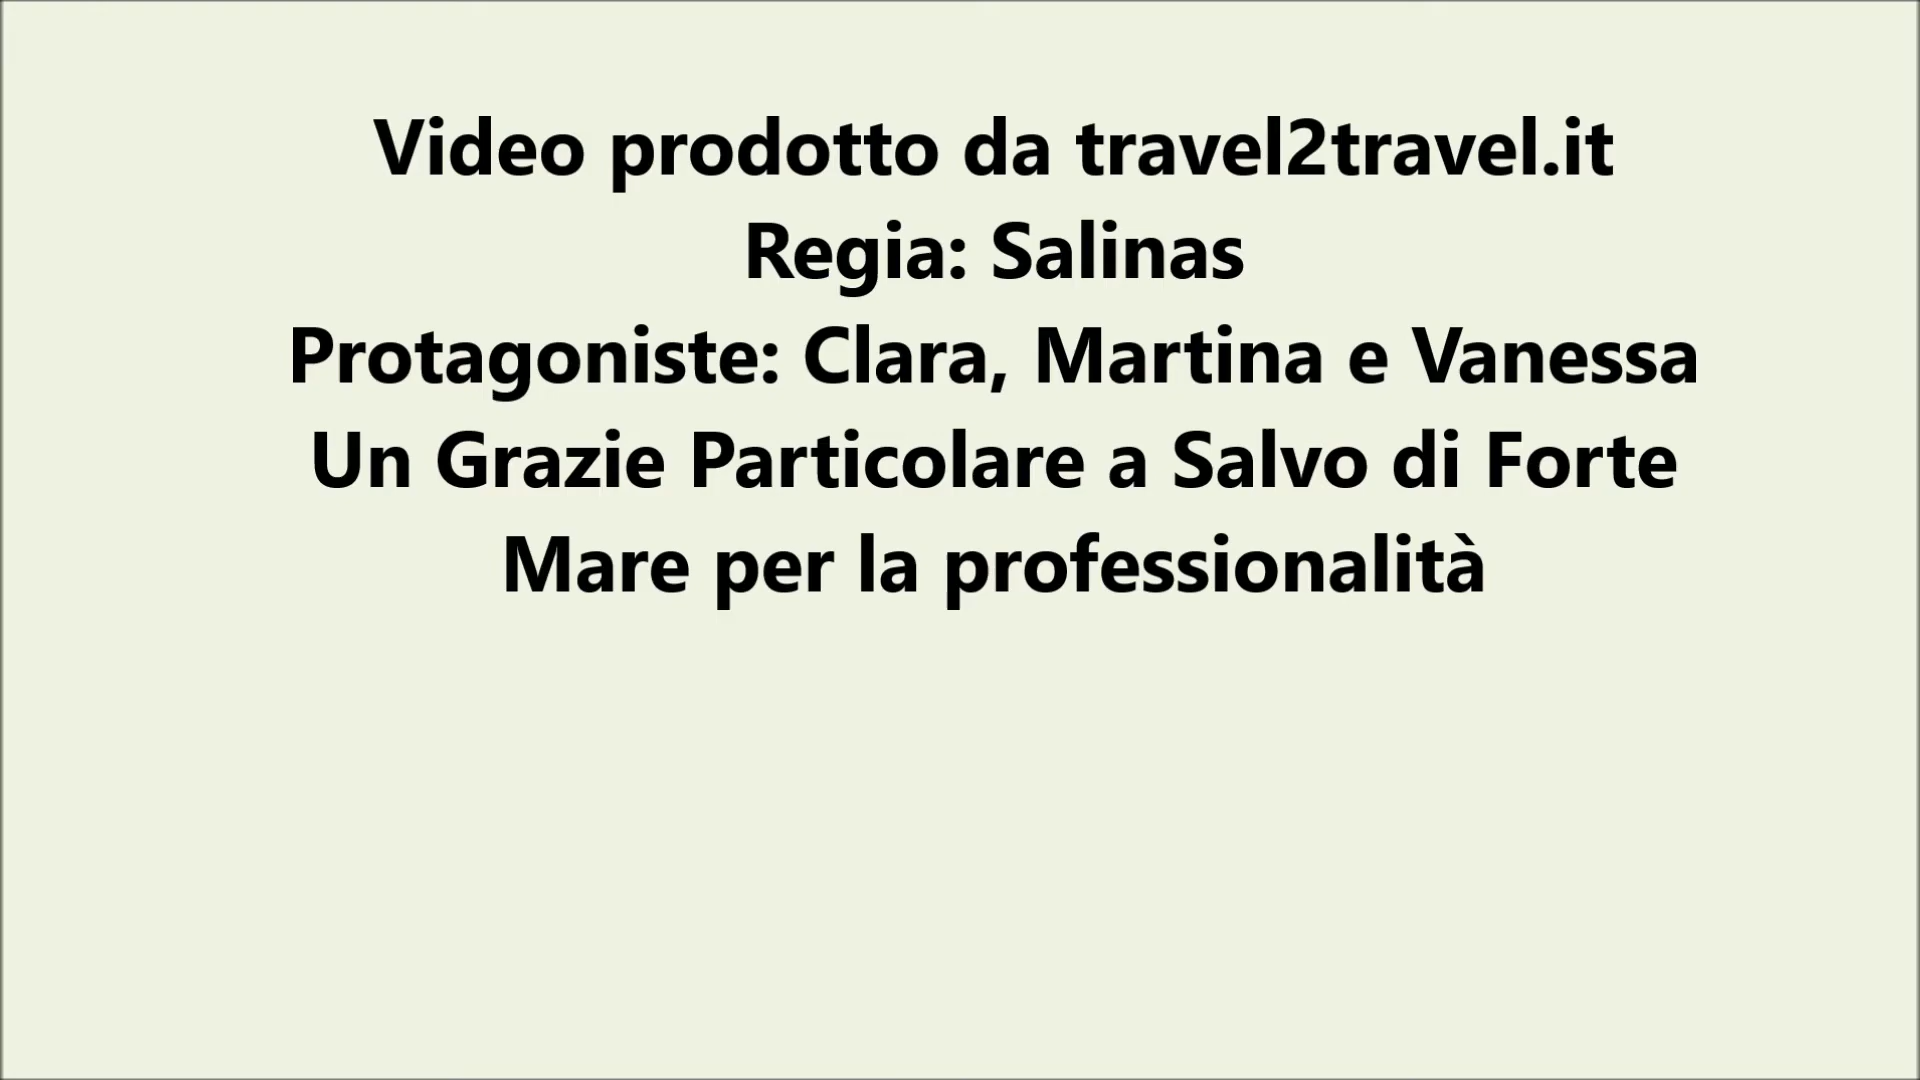 Video prodotto da travel2travel.it
Regia: Salinas
Protagoniste: Clara, Martina e Vanessa
Un Grazie Particolare a Salvo di Forte
Mare per la professionalità